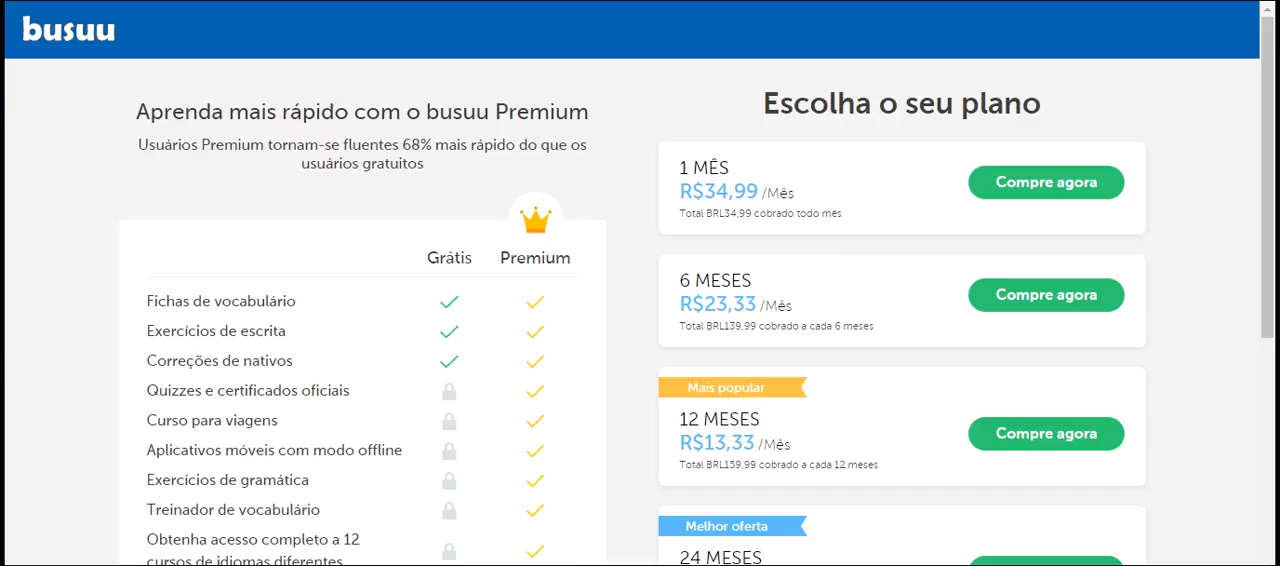 busuu
Aprenda mais rápido com o busuu Premium
Usuários Premium tornam-se fluentes 68% mais rápido do que os
usuários gratuitos
Grátis Premium
Fichas de vocabulário
Exercícios de escrita
Correções de nativos
Quizzes e certificados oficiais
Curso para viagens
Aplicativos móveis com modo offline
Exercícios de gramática
Treinador de vocabulário
Obtenha acesso completo a 12
cursos de idiomas diferentes
Escolha o seu plano
1 MÊS
R$34,99 /Mês
Total BRL34,99 cobrado todo mês
Compre agora
6 MESES
R$23,33 /Mês
Total BRL139,99 cobrado a cada 6 meses
Compre agora
Mais popular
12 MESES
R$13,33 /Mês
Total BRL159,99 cobrado a cada 12 meses
Compre agora
Melhor oferta
24 MESES